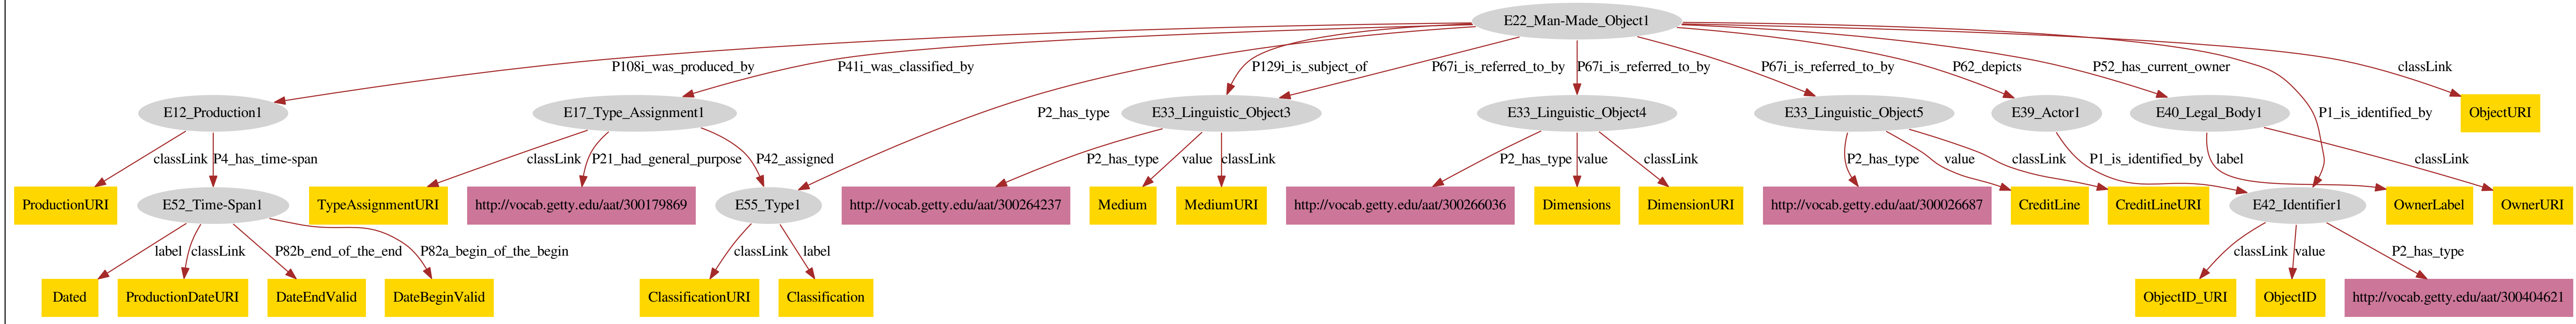 E22_Man-Made_Object1
P108i_was_produced_by P41i_was_classified_by P129i_is_subject_of P67i_is_referred_to_by P67i_is_referred_to_by P67i_is_referred_to_by P62_depicts P52_has_current_owner classLink
E12_Production1 E17_Type_Assignment1 P2_has_type E33_Linguistic_Object3 E33_Linguistic_Object4 E33_Linguistic_Object5 E39_Actor1 E40_Legal_Body1 P1_is_identified_by ObjectURI
classLink P4_has_time-span classLink P21_had_general_purpose P42_assigned P2_has_type value classLink P2_has_type value classLink P2_has_type value classLink P1_is_identified_by label classLink
ProductionURI E52_Time-Span1 TypeAssignmentURI http://vocab.getty.edu/aat/300179869 E55_Type1 http://vocab.getty.edu/aat/300264237 Medium MediumURI http://vocab.getty.edu/aat/300266036 Dimensions DimensionURI http://vocab.getty.edu/aat/300026687 CreditLine CreditLineURI E42_Identifier1 OwnerLabel OwnerURI
label classLink P82b_end_of_the_end P82a_begin_of_the_begin classLink label classLink value P2_has_type
Dated ProductionDateURI DateEndValid DateBeginValid ClassificationURI Classification ObjectID_URI ObjectID http://vocab.getty.edu/aat/300404621